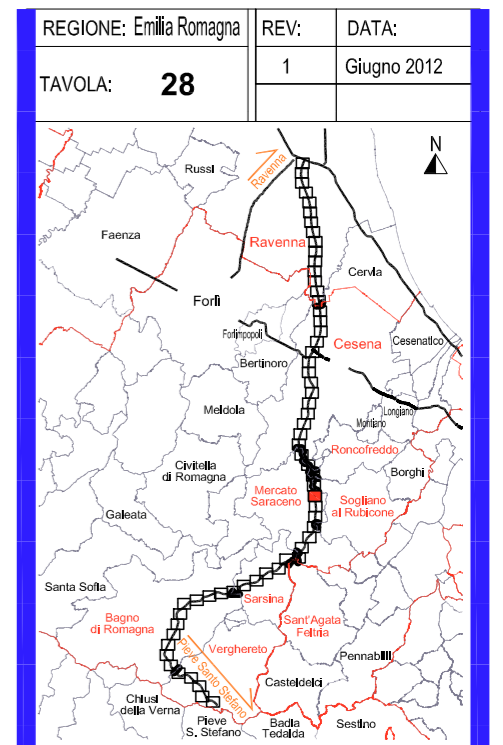 REGIONE: Emilia Romagna
REV:
DATA:
TAVOLA: 28
1
Giugno 2012
N
Russi
Ravenna
Faenza
Ravenna
Cervia
Forlì
Forlimpopoli
Cesena
Cesenatico
Bertinoro
Meldola
Longiano
Montiano
Roncofreddo
Civitella
di Romagna
Borghi
Mercato
Saraceno
Sogliano
al Rubicone
Galeata
Santa Sofia
Sarsina
Bagno
di Romagna
Sant'Agata
Feltria
Verghereto
Pieve Santo Stefano
Pennabilli
Casteldelci
Chiusi
della Verna
Pieve
S. Stefano
Badia
Tedalda
Sestino